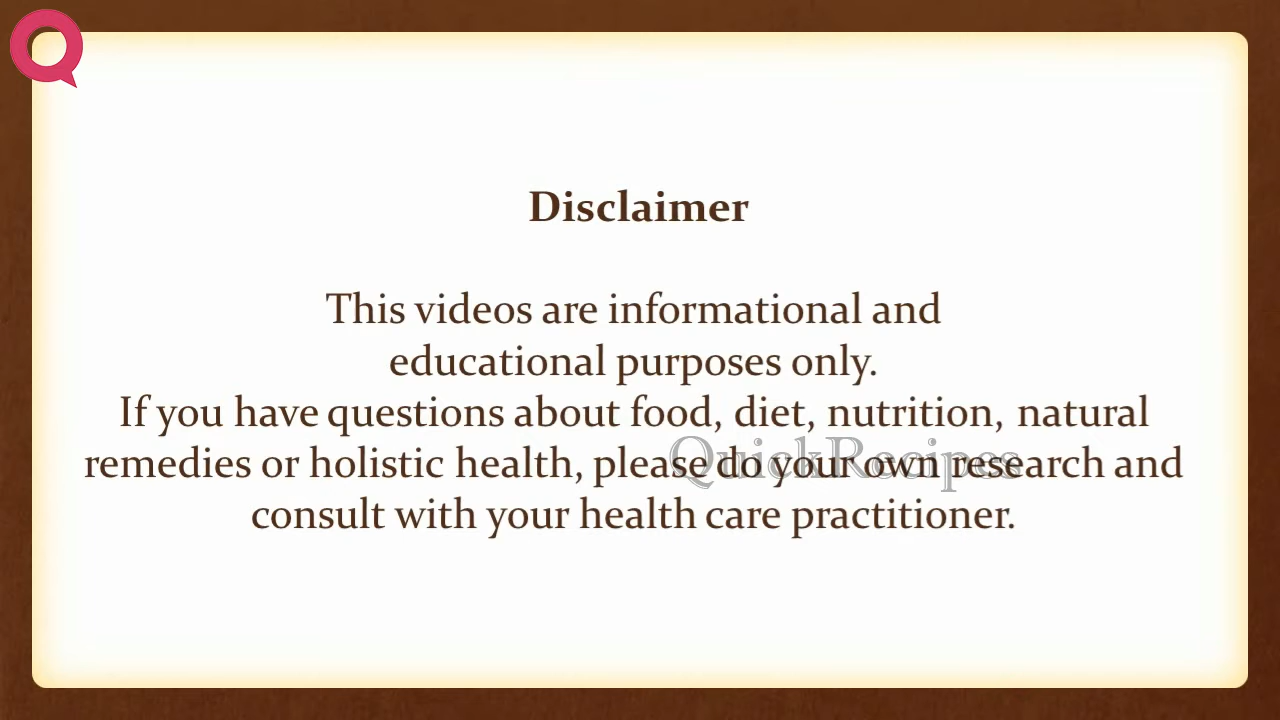 Disclaimer
This videos are informational and
educational purposes only.
If you have questions about food, diet, nutrition, natural
remedies or holistic health, please do your own research and
QuickRecipes
consult with your health care practitioner.